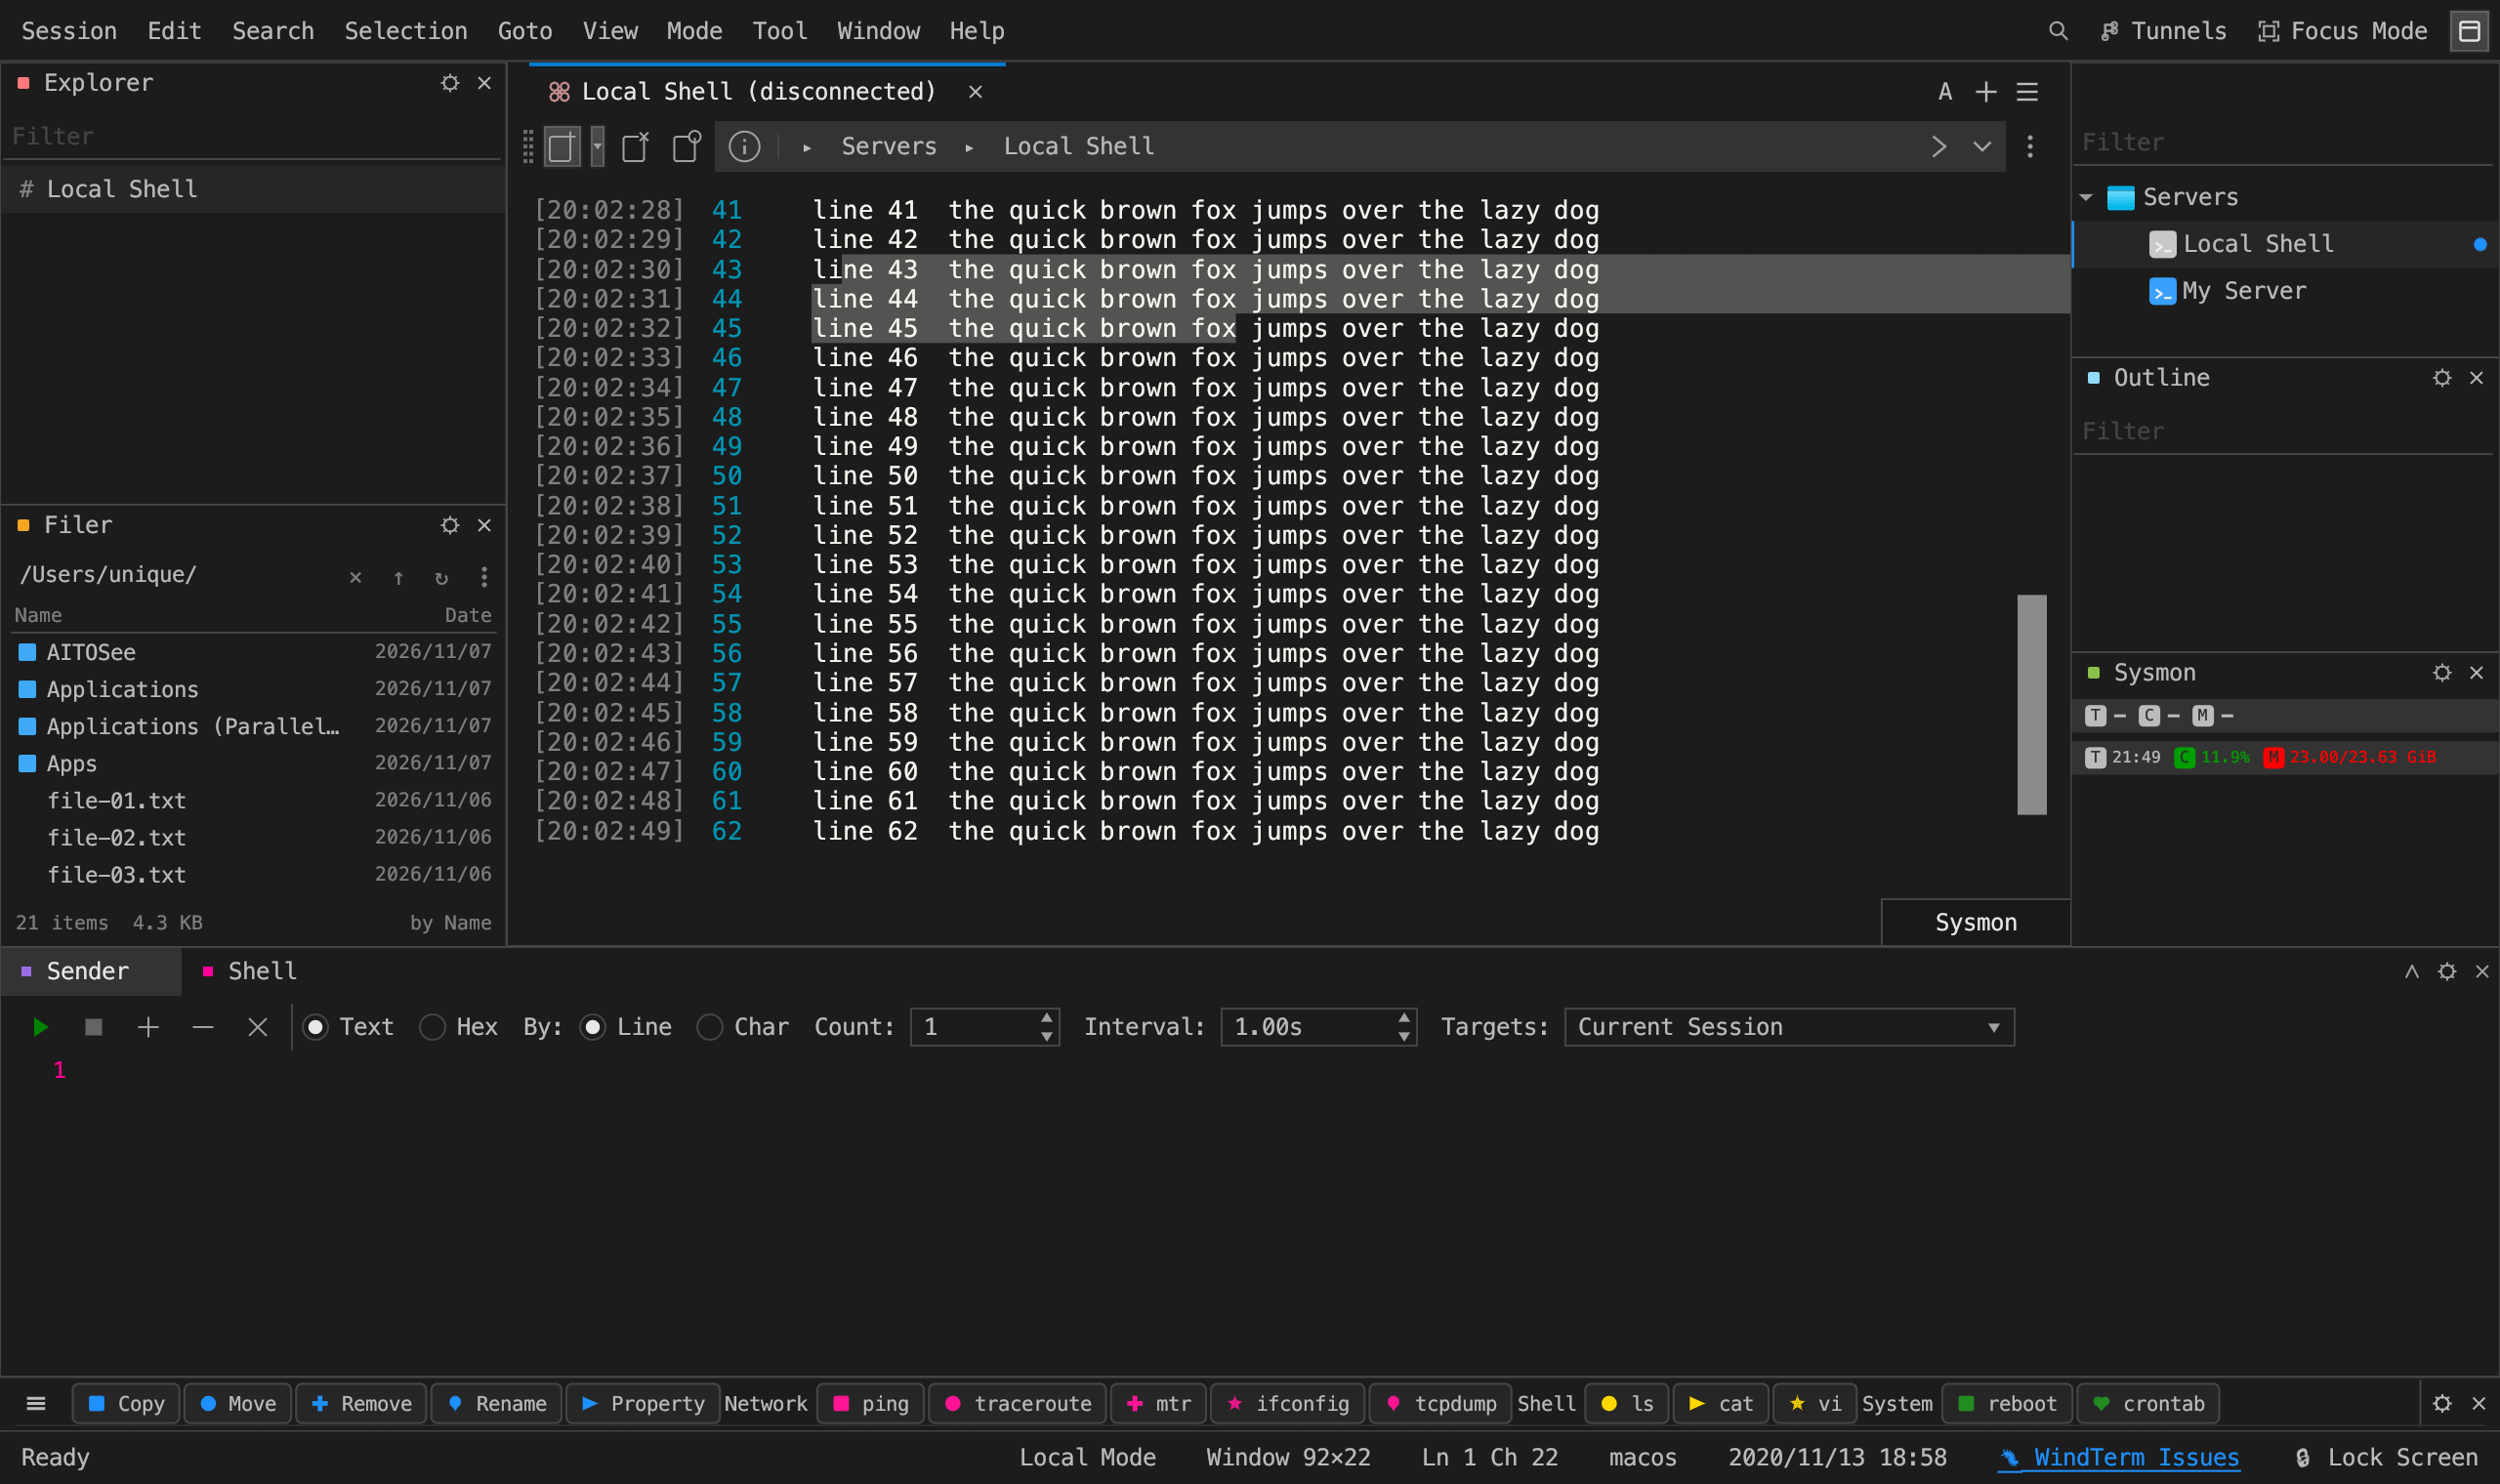 Session Edit Search Selection Goto View Mode Tool Window Help Tunnels Focus Mode
Explorer
Filter
# Local Shell
Filer
/Users/unique/
Name Date
AITOSee 2026/11/07
Applications 2026/11/07
Applications (Parallel… 2026/11/07
Apps 2026/11/07
file-01.txt 2026/11/06
file-02.txt 2026/11/06
file-03.txt 2026/11/06
21 items 4.3 KB by Name
Local Shell (disconnected) A
Servers Local Shell
[20:02:28] 41 line 41 the quick brown fox jumps over the lazy dog
[20:02:29] 42 line 42 the quick brown fox jumps over the lazy dog
[20:02:30] 43 line 43 the quick brown fox jumps over the lazy dog
[20:02:31] 44 line 44 the quick brown fox jumps over the lazy dog
[20:02:32] 45 line 45 the quick brown fox jumps over the lazy dog
[20:02:33] 46 line 46 the quick brown fox jumps over the lazy dog
[20:02:34] 47 line 47 the quick brown fox jumps over the lazy dog
[20:02:35] 48 line 48 the quick brown fox jumps over the lazy dog
[20:02:36] 49 line 49 the quick brown fox jumps over the lazy dog
[20:02:37] 50 line 50 the quick brown fox jumps over the lazy dog
[20:02:38] 51 line 51 the quick brown fox jumps over the lazy dog
[20:02:39] 52 line 52 the quick brown fox jumps over the lazy dog
[20:02:40] 53 line 53 the quick brown fox jumps over the lazy dog
[20:02:41] 54 line 54 the quick brown fox jumps over the lazy dog
[20:02:42] 55 line 55 the quick brown fox jumps over the lazy dog
[20:02:43] 56 line 56 the quick brown fox jumps over the lazy dog
[20:02:44] 57 line 57 the quick brown fox jumps over the lazy dog
[20:02:45] 58 line 58 the quick brown fox jumps over the lazy dog
[20:02:46] 59 line 59 the quick brown fox jumps over the lazy dog
[20:02:47] 60 line 60 the quick brown fox jumps over the lazy dog
[20:02:48] 61 line 61 the quick brown fox jumps over the lazy dog
[20:02:49] 62 line 62 the quick brown fox jumps over the lazy dog
Sysmon
Filter
Servers
Local Shell
My Server
Outline
Filter
Sysmon
T – C – M –
T 21:49 C 11.9% M 23.00/23.63 GiB
Sender Shell
Text Hex By: Line Char Count: 1 Interval: 1.00s Targets: Current Session
1
Copy Move Remove Rename Property Network ping traceroute mtr ifconfig tcpdump Shell ls cat vi System reboot crontab
Ready Local Mode Window 92×22 Ln 1 Ch 22 macos 2020/11/13 18:58 WindTerm Issues Lock Screen